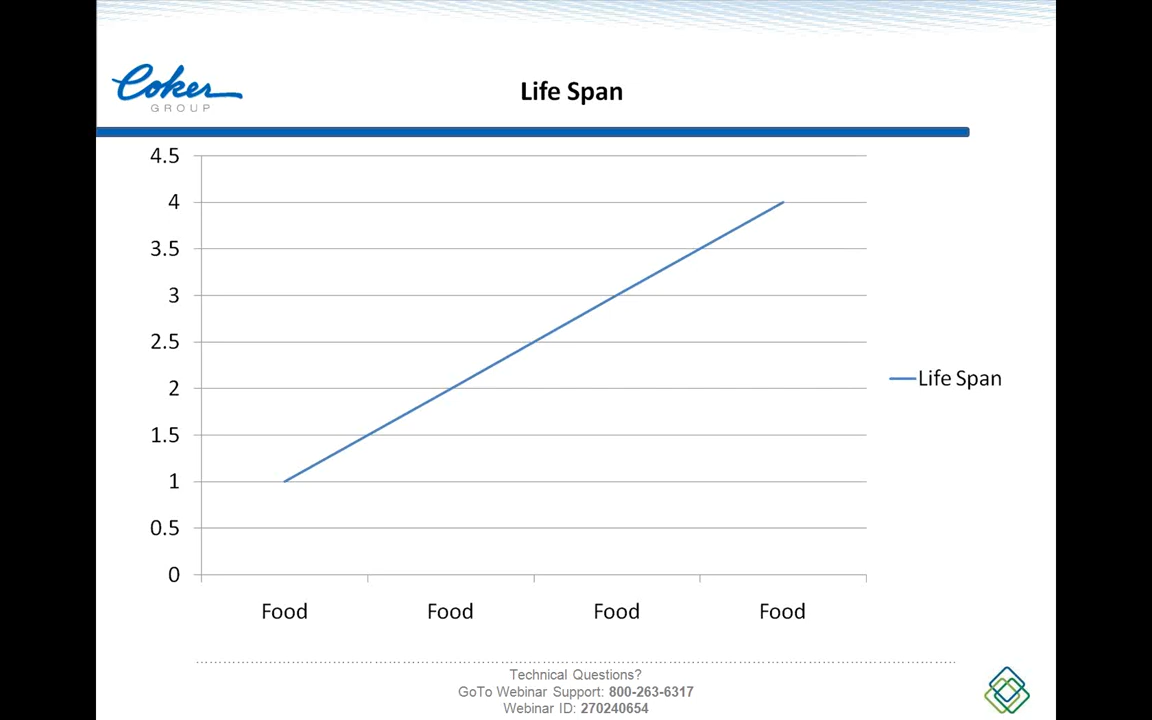 Coker
GROUP
Life Span
4.5
4
3.5
3
2.5
2
1.5
1
0.5
0
Life Span
Food Food Food Food
Technical Questions?
GoTo Webinar Support: 800-263-6317
Webinar ID: 270240654